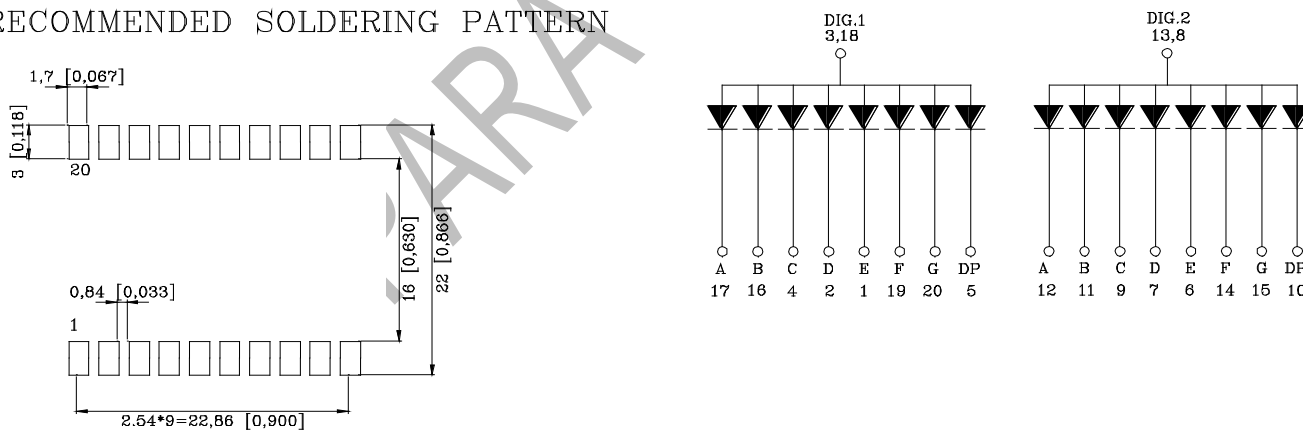 RECOMMENDED SOLDERING PATTERN
1,7 [0,067]
3 [0,118]
20
16 [0,630]
22 [0,866]
0,84 [0,033]
1
2.54*9=22,86 [0,900]
DIG.1
3,18
A B C D E F G DP
17 16 4 2 1 19 20 5
DIG.2
13,8
A B C D E F G DP
12 11 9 7 6 14 15 10
ARA